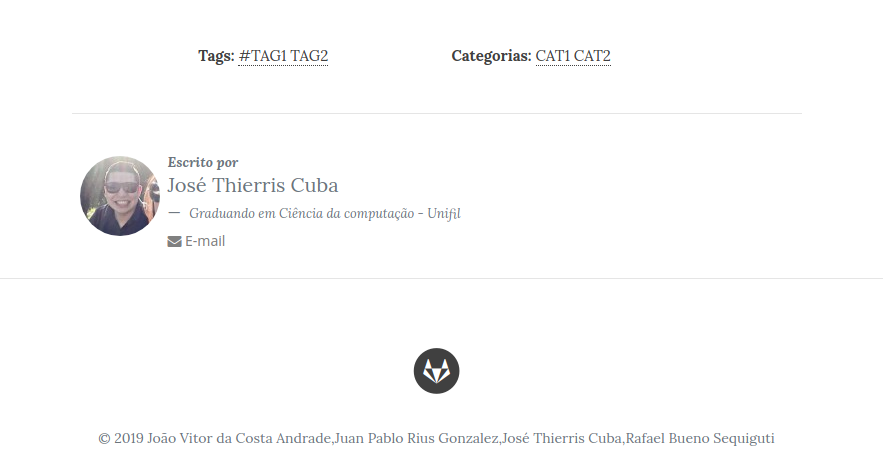 Tags: #TAG1 TAG2 Categorias: CAT1 CAT2
Escrito por
José Thierris Cuba
— Graduando em Ciência da computação - Unifil
E-mail
© 2019 João Vitor da Costa Andrade,Juan Pablo Rius Gonzalez,José Thierris Cuba,Rafael Bueno Sequiguti